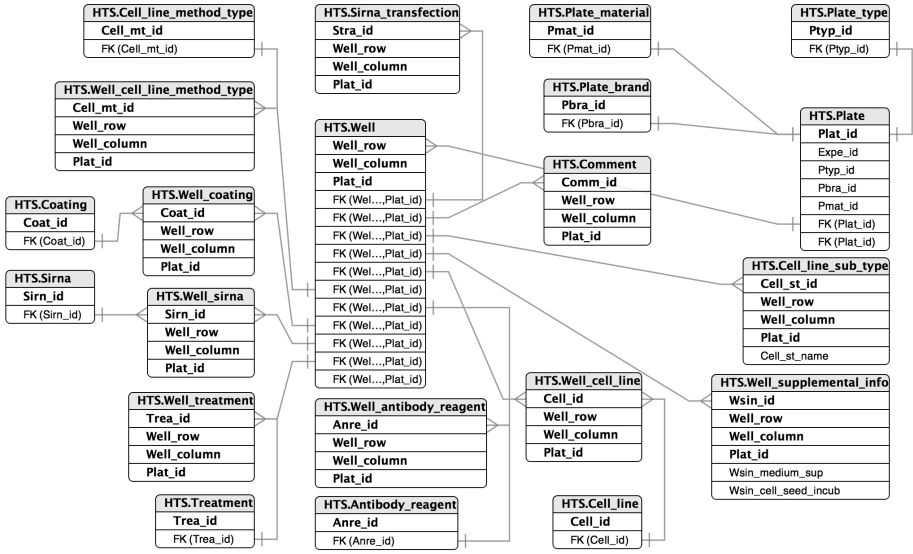 HTS.Cell_line_method_type
Cell_mt_id
FK (Cell_mt_id)
HTS.Well_cell_line_method_type
Cell_mt_id
Well_row
Well_column
Plat_id
HTS.Coating
Coat_id
FK (Coat_id)
HTS.Well_coating
Coat_id
Well_row
Well_column
Plat_id
HTS.Sirna
Sirn_id
FK (Sirn_id)
HTS.Well_sirna
Sirn_id
Well_row
Well_column
Plat_id
HTS.Well_treatment
Trea_id
Well_row
Well_column
Plat_id
HTS.Treatment
Trea_id
FK (Trea_id)
HTS.Sirna_transfection
Stra_id
Well_row
Well_column
Plat_id
HTS.Well
Well_row
Well_column
Plat_id
FK (Wel...,Plat_id)
FK (Wel...,Plat_id)
FK (Wel...,Plat_id)
FK (Wel...,Plat_id)
FK (Wel...,Plat_id)
FK (Wel...,Plat_id)
FK (Wel...,Plat_id)
FK (Wel...,Plat_id)
FK (Wel...,Plat_id)
FK (Wel...,Plat_id)
FK (Wel...,Plat_id)
HTS.Well_antibody_reagent
Anre_id
Well_row
Well_column
Plat_id
HTS.Antibody_reagent
Anre_id
FK (Anre_id)
HTS.Plate_material
Pmat_id
FK (Pmat_id)
HTS.Plate_brand
Pbra_id
FK (Pbra_id)
HTS.Comment
Comm_id
Well_row
Well_column
Plat_id
HTS.Well_cell_line
Cell_id
Well_row
Well_column
Plat_id
HTS.Cell_line
Cell_id
FK (Cell_id)
HTS.Plate_type
Ptyp_id
FK (Ptyp_id)
HTS.Plate
Plat_id
Expe_id
Ptyp_id
Pbra_id
Pmat_id
FK (Plat_id)
FK (Plat_id)
HTS.Cell_line_sub_type
Cell_st_id
Well_row
Well_column
Plat_id
Cell_st_name
HTS.Well_supplemental_info
Wsin_id
Well_row
Well_column
Plat_id
Wsin_medium_sup
Wsin_cell_seed_incub